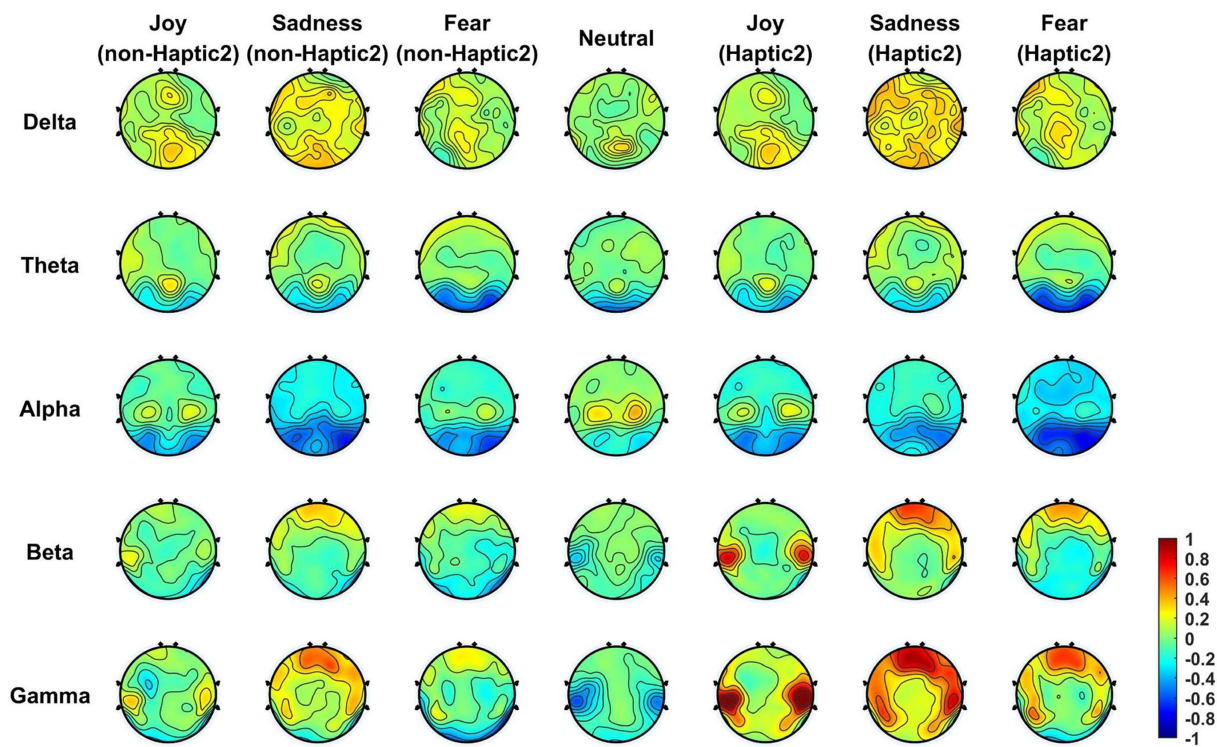 Joy Sadness Fear Neutral Joy Sadness Fear
(non-Haptic2) (non-Haptic2) (non-Haptic2) (Haptic2) (Haptic2) (Haptic2)
Delta
Theta
Alpha
Beta
Gamma
1
0.8
0.6
0.4
0.2
0
-0.2
-0.4
-0.6
-0.8
-1